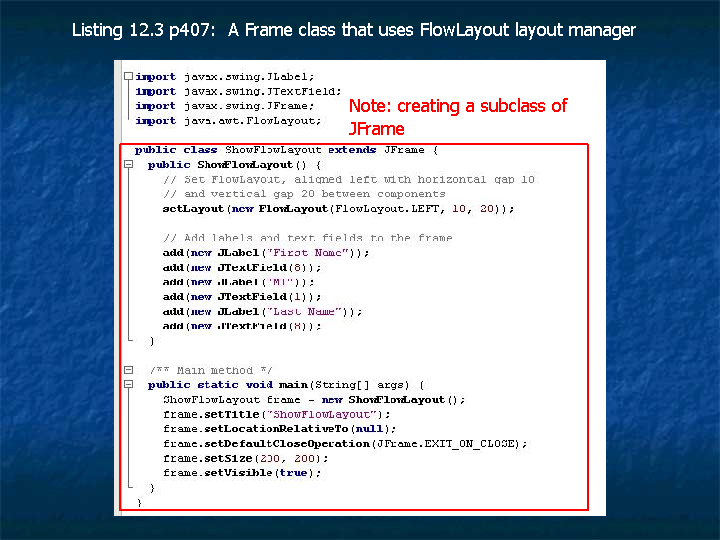 Listing 12.3 p407: A Frame class that uses FlowLayout layout manager
import javax.swing.JLabel;
import javax.swing.JTextField;
import javax.swing.JFrame;
import java.awt.FlowLayout;
Note: creating a subclass of
JFrame
public class ShowFlowLayout extends JFrame {
public ShowFlowLayout() {
// Set FlowLayout, aligned left with horizontal gap 10
// and vertical gap 20 between components
setLayout(new FlowLayout(FlowLayout.LEFT, 10, 20));
// Add labels and text fields to the frame
add(new JLabel("First Name"));
add(new JTextField(8));
add(new JLabel("MI"));
add(new JTextField(1));
add(new JLabel("Last Name"));
add(new JTextField(8));
}
/** Main method */
public static void main(String[] args) {
ShowFlowLayout frame = new ShowFlowLayout();
frame.setTitle("ShowFlowLayout");
frame.setLocationRelativeTo(null);
frame.setDefaultCloseOperation(JFrame.EXIT_ON_CLOSE);
frame.setSize(200, 200);
frame.setVisible(true);
}
}